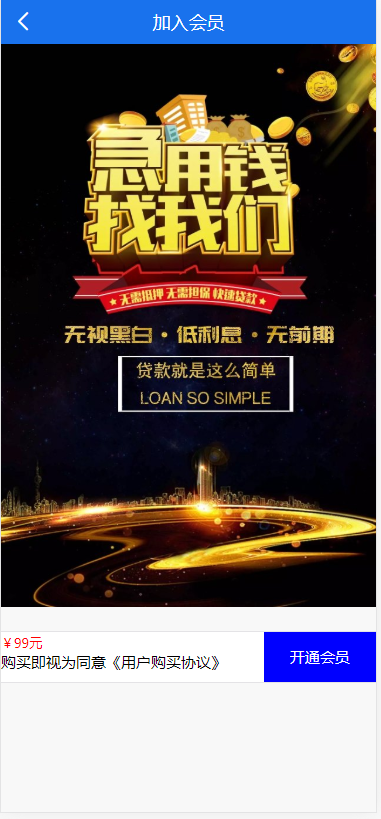 加入会员
急用钱
找我们
★无需抵押 无需担保 快速贷款★
无视黑白·低利息·无前期
贷款就是这么简单
LOAN SO SIMPLE
￥99元
购买即视为同意《用户购买协议》
开通会员